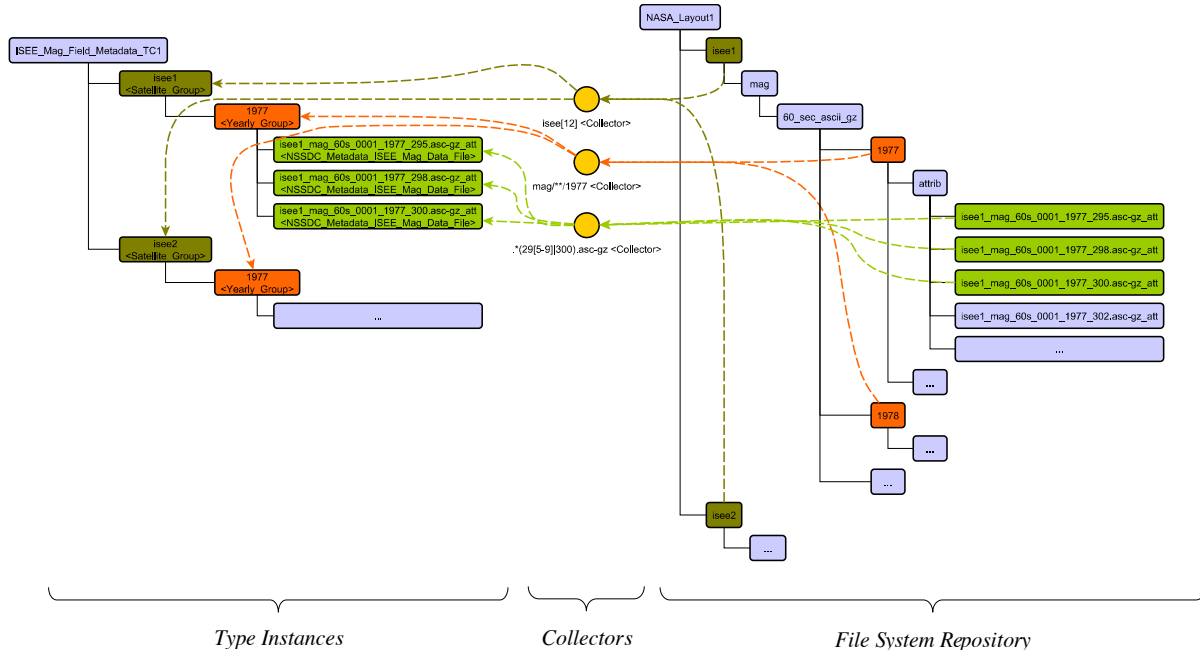 NASA_Layout1
ISEE_Mag_Field_Metadata_TC1
isee1
isee1
<Satellite_Group>
mag
1977
<Yearly_Group>
isee[12] <Collector>
60_sec_ascii_gz
isee1_mag_60s_0001_1977_295.asc-gz_att
<NSSDC_Metadata_ISEE_Mag_Data_File>
1977
isee1_mag_60s_0001_1977_298.asc-gz_att
<NSSDC_Metadata_ISEE_Mag_Data_File>
mag/**/1977 <Collector>
attrib
isee1_mag_60s_0001_1977_300.asc-gz_att
<NSSDC_Metadata_ISEE_Mag_Data_File>
isee1_mag_60s_0001_1977_295.asc-gz_att
isee2
<Satellite_Group>
.*(29[5-9]|300).asc-gz <Collector>
isee1_mag_60s_0001_1977_298.asc-gz_att
1977
<Yearly_Group>
isee1_mag_60s_0001_1977_300.asc-gz_att
...
isee1_mag_60s_0001_1977_302.asc-gz_att
...
...
1978
...
...
isee2
...
Type Instances
Collectors
File System Repository